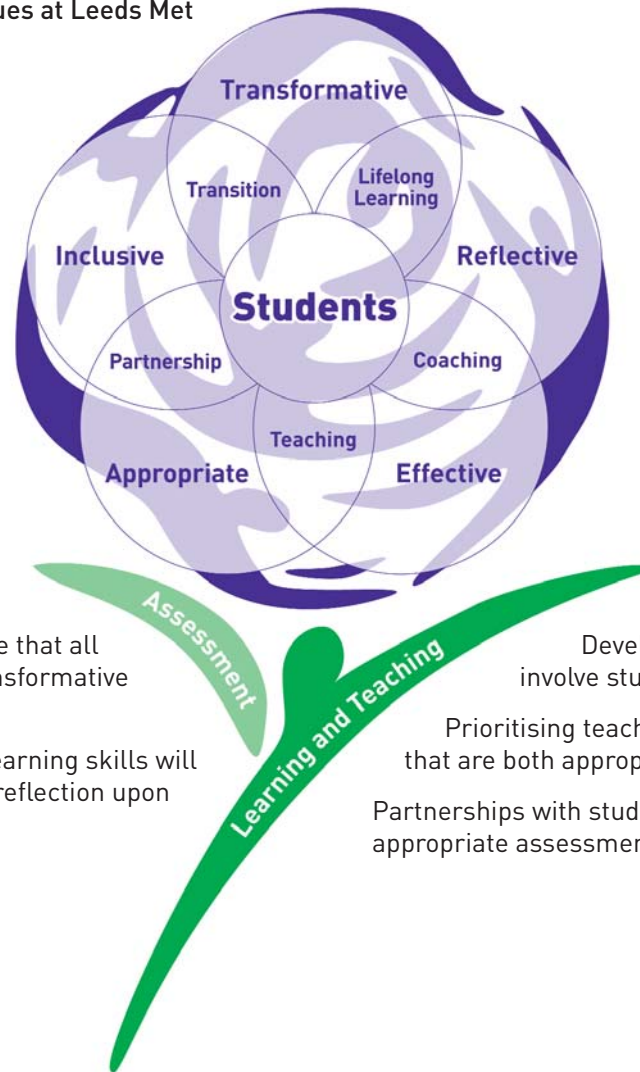 ues at Leeds Met
Transformative
Transition
Lifelong
Learning
Inclusive
Reflective
Students
Partnership
Coaching
Teaching
Appropriate
Effective
Assessment
Learning and Teaching
e that all
nsformative
earning skills will
reflection upon
Deve
involve stu
Prioritising teach
that are both approp
Partnerships with stud
appropriate assessmen